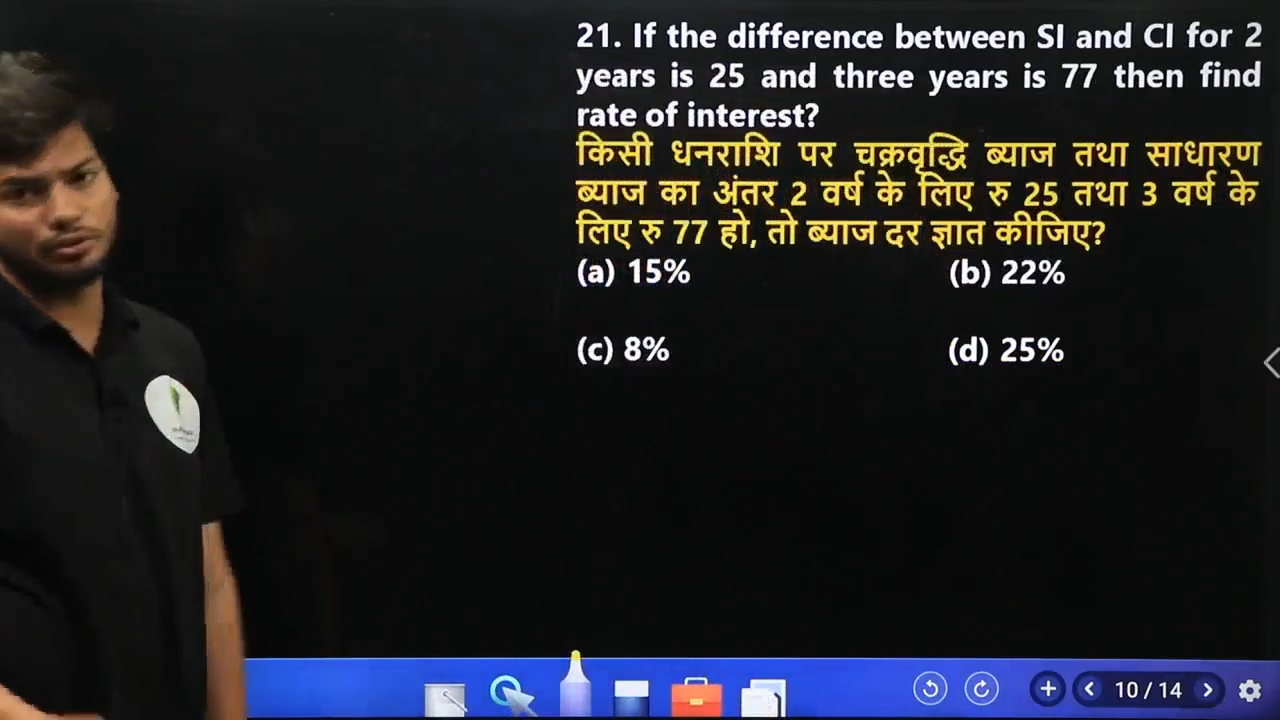 21. If the difference between SI and CI for 2
years is 25 and three years is 77 then find
rate of interest?
किसी धनराशि पर चक्रवृद्धि ब्याज तथा साधारण
ब्याज का अंतर 2 वर्ष के लिए रु 25 तथा 3 वर्ष के
लिए रु 77 हो, तो ब्याज दर ज्ञात कीजिए?
(a) 15% (b) 22%
(c) 8% (d) 25%
10 / 14